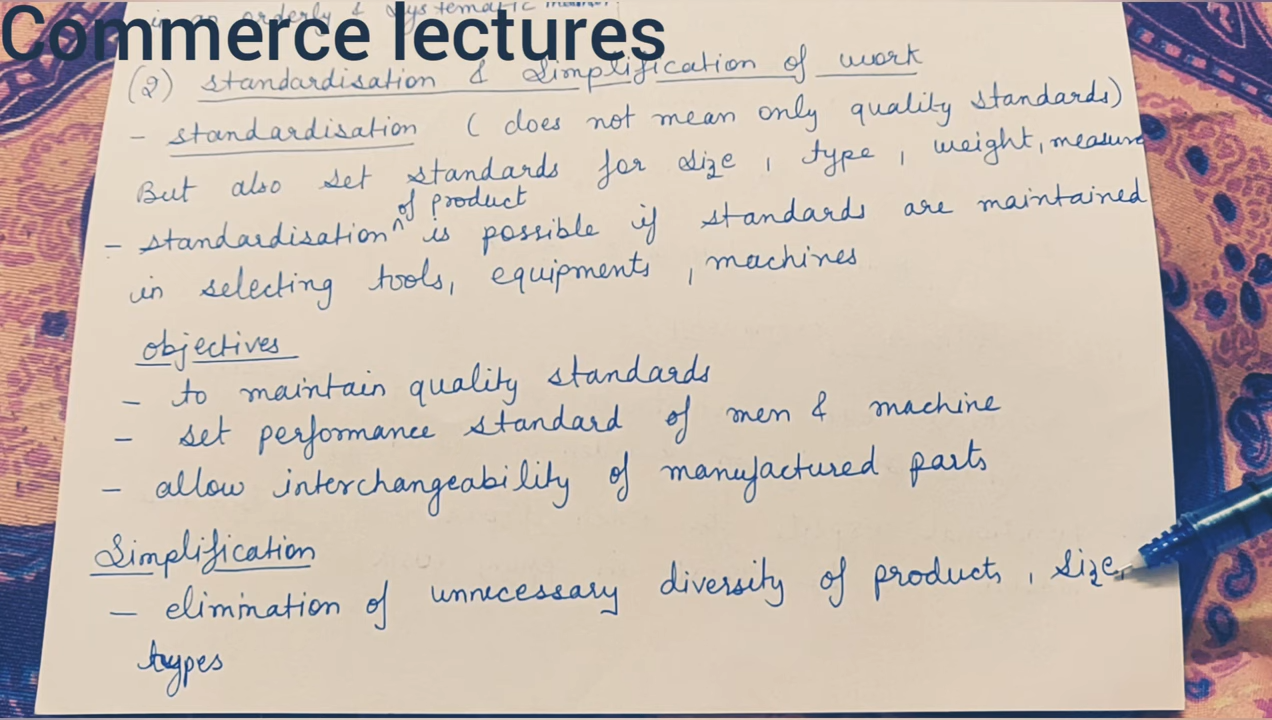 in an orderly & systematic manner.
Commerce lectures
(2) standardisation & Simplification of work
- standardisation ( does not mean only quality standards)
But also set standards for size , type , weight, measure
of product
- standardisation ^ is possible if standards are maintained
in selecting tools, equipments , machines
objectives
- to maintain quality standards
- set performance standard of men & machine
- allow interchangeability of manufactured parts
Simplification
- elimination of unnecessary diversity of products , size,
types